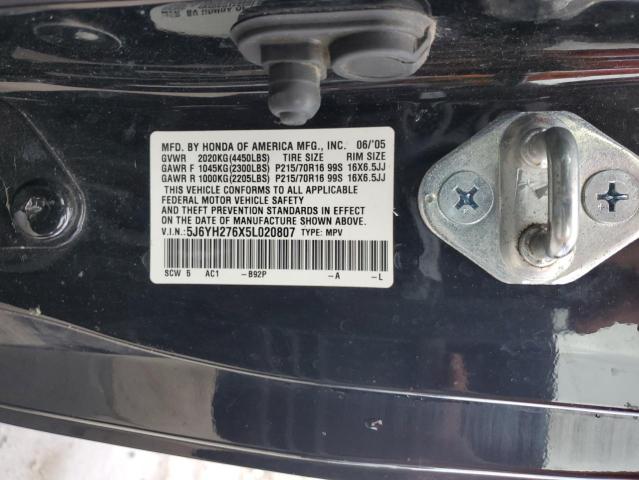 MFD. BY HONDA OF AMERICA MFG., INC. 06/'05
GVWR 2020KG(4450LBS) TIRE SIZE RIM SIZE
GAWR F 1045KG(2300LBS) P215/70R16 99S 16X6.5JJ
GAWR R 1000KG(2205LBS) P215/70R16 99S 16X6.5JJ
THIS VEHICLE CONFORMS TO ALL APPLICABLE
FEDERAL MOTOR VEHICLE SAFETY
AND THEFT PREVENTION STANDARDS IN EFFECT
ON THE DATE OF MANUFACTURE SHOWN ABOVE.
V.I.N.: 5J6YH276X5L020807 TYPE: MPV
SCW 5 AC1 -B92P -A -L